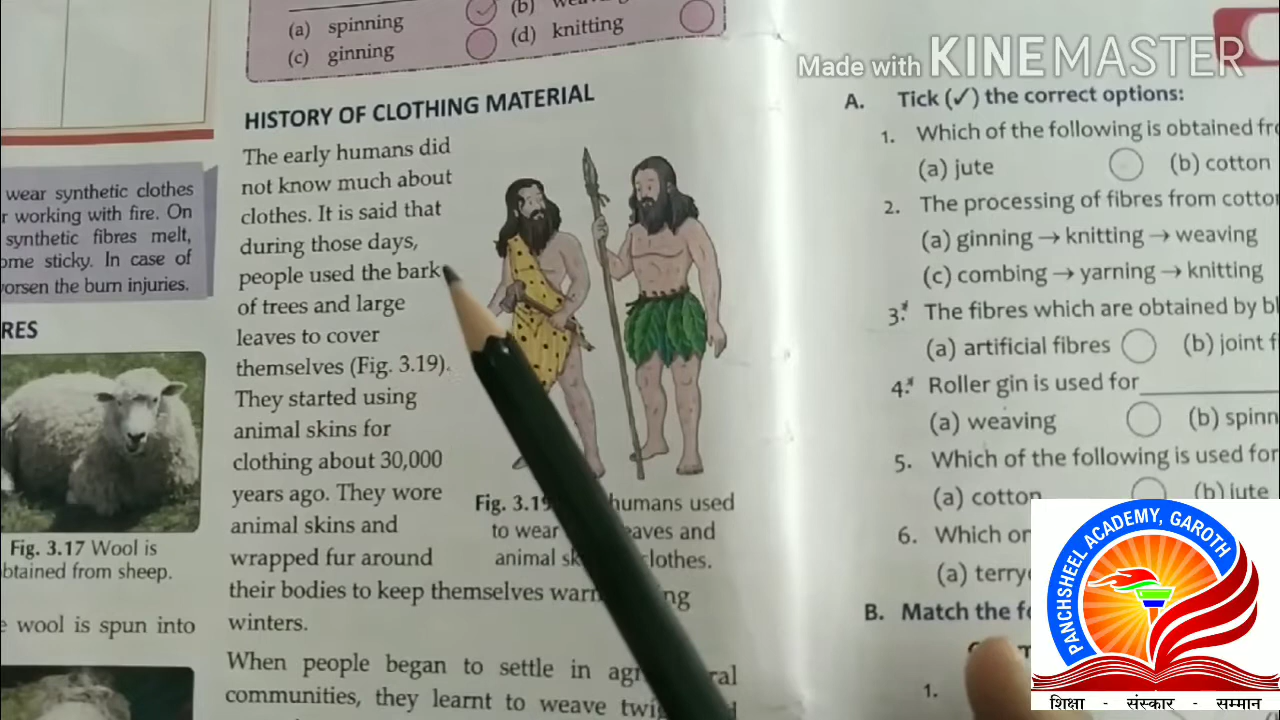 (a) spinning
(b)
(c) ginning
(d) knitting
HISTORY OF CLOTHING MATERIAL
The early humans did
not know much about
clothes. It is said that
during those days,
people used the bark
of trees and large
leaves to cover
themselves (Fig. 3.19).
They started using
animal skins for
clothing about 30,000
years ago. They wore
animal skins and
wrapped fur around
their bodies to keep themselves
winters.
When people began to settle in
communities, they learnt to weave
Fig. 3.19 humans used
to wear and
animal clothes.
wear synthetic clothes
r working with fire. On
synthetic fibres melt,
ome sticky. In case of
worsen the burn injuries.
RES
Fig. 3.17 Wool is
obtained from sheep.
wool is spun into
Made with KINEMASTER
A. Tick (✓) the correct options:
1. Which of the following is obtained
(a) jute (b) cotton
2. The processing of fibres from
(a) ginning → knitting → weaving
(c) combing → yarning → knitting
3.* The fibres which are obtained by
(a) artificial fibres (b) joint
4.* Roller gin is used for
(a) weaving (b)
5. Which of the following is used for
(a) cotton (b) jute
6. Which
(a)
B. Match the
1.
PANCHSHEEL ACADEMY, GAROTH
शिक्षा - संस्कार - सम्मान